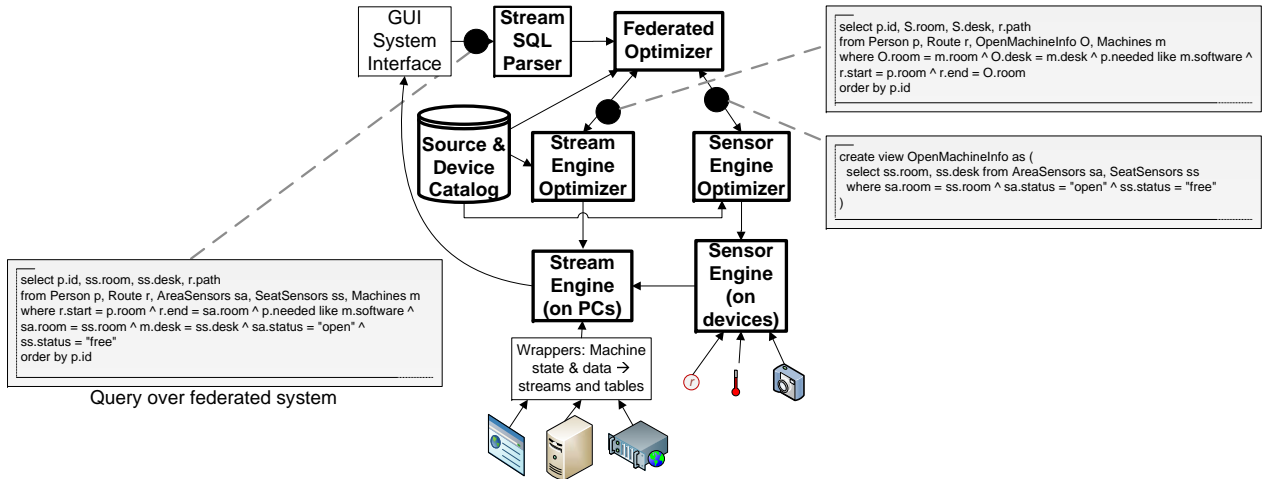 GUI
System
Interface
Stream
SQL
Parser
Federated
Optimizer
select p.id, S.room, S.desk, r.path
from Person p, Route r, OpenMachineInfo O, Machines m
where O.room = m.room ^ O.desk = m.desk ^ p.needed like m.software ^
r.start = p.room ^ r.end = O.room
order by p.id
Source &
Device
Catalog
Stream
Engine
Optimizer
Sensor
Engine
Optimizer
create view OpenMachineInfo as (
select ss.room, ss.desk from AreaSensors sa, SeatSensors ss
where sa.room = ss.room ^ sa.status = "open" ^ ss.status = "free"
)
select p.id, ss.room, ss.desk, r.path
from Person p, Route r, AreaSensors sa, SeatSensors ss, Machines m
where r.start = p.room ^ r.end = sa.room ^ p.needed like m.software ^
sa.room = ss.room ^ m.desk = ss.desk ^ sa.status = "open" ^
ss.status = "free"
order by p.id
Query over federated system
Stream
Engine
(on PCs)
Sensor
Engine
(on
devices)
Wrappers: Machine
state & data →
streams and tables
r